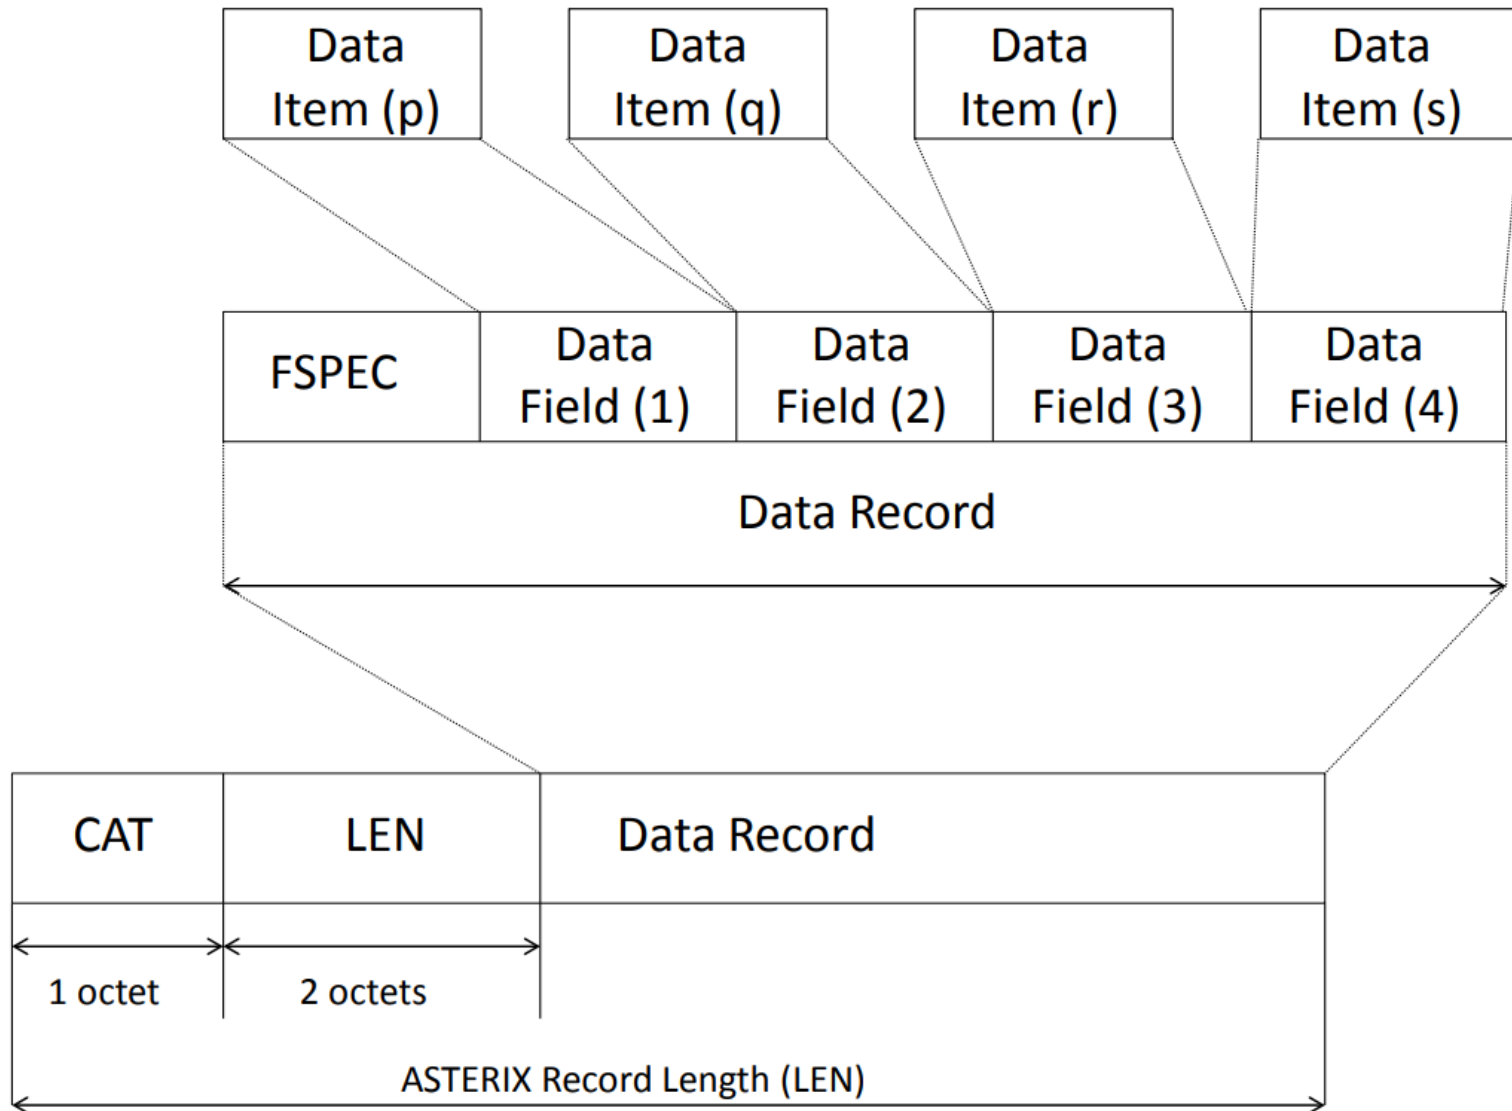 Data
Item (p)
Data
Item (q)
Data
Item (r)
Data
Item (s)
FSPEC
Data
Field (1)
Data
Field (2)
Data
Field (3)
Data
Field (4)
Data Record
CAT
LEN
Data Record
1 octet
2 octets
ASTERIX Record Length (LEN)